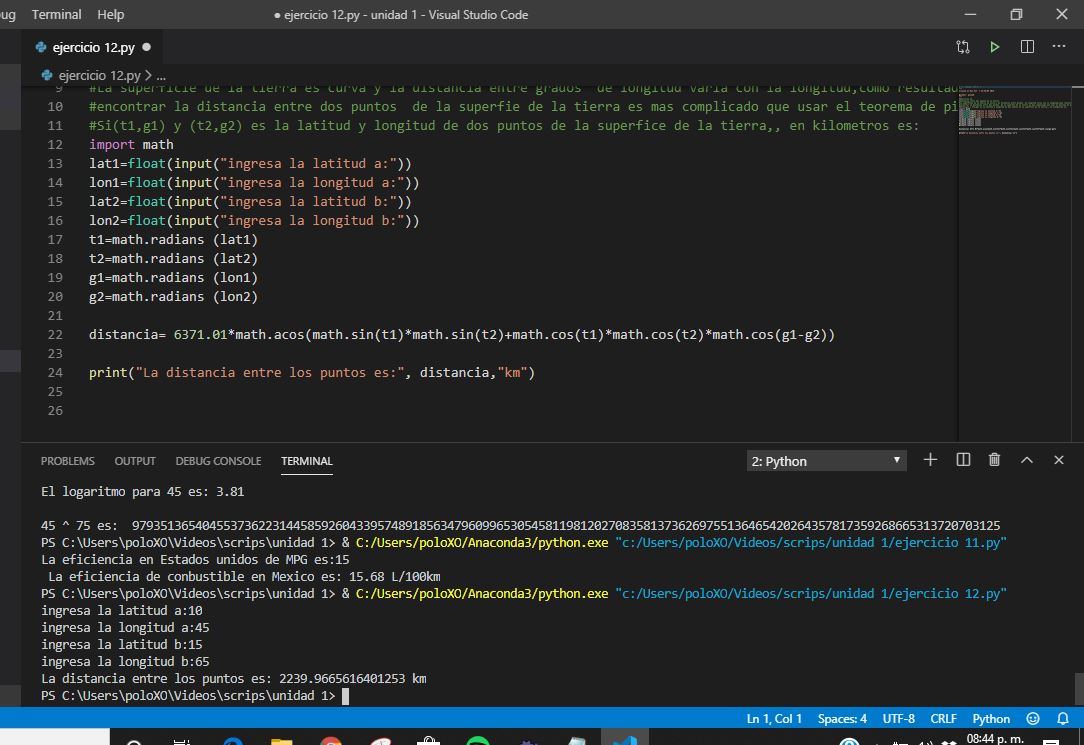 ug Terminal Help ● ejercicio 12.py - unidad 1 - Visual Studio Code
ejercicio 12.py ●
ejercicio 12.py > ...
9 #La superficie de la tierra es curva y la distancia entre grados de longitud varia con la longitud,como resultad
10 #encontrar la distancia entre dos puntos de la superfie de la tierra es mas complicado que usar el teorema de pi
11 #Si(t1,g1) y (t2,g2) es la latitud y longitud de dos puntos de la superfice de la tierra,, en kilometros es:
12 import math
13 lat1=float(input("ingresa la latitud a:"))
14 lon1=float(input("ingresa la longitud a:"))
15 lat2=float(input("ingresa la latitud b:"))
16 lon2=float(input("ingresa la longitud b:"))
17 t1=math.radians (lat1)
18 t2=math.radians (lat2)
19 g1=math.radians (lon1)
20 g2=math.radians (lon2)
21
22 distancia= 6371.01*math.acos(math.sin(t1)*math.sin(t2)+math.cos(t1)*math.cos(t2)*math.cos(g1-g2))
23
24 print("La distancia entre los puntos es:", distancia,"km")
25
26
PROBLEMS OUTPUT DEBUG CONSOLE TERMINAL 2: Python
El logaritmo para 45 es: 3.81
45 ^ 75 es: 97935136540455373622314458592604339574891856347960996530545811981202708358137362697551364654202643578173592686653137207031​25
PS C:\Users\poloXO\Videos\scrips\unidad 1> & C:/Users/poloXO/Anaconda3/python.exe "c:/Users/poloXO/Videos/scrips/unidad 1/ejercicio 11.py"
La eficiencia en Estados unidos de MPG es:15
La eficiencia de combustible en Mexico es: 15.68 L/100km
PS C:\Users\poloXO\Videos\scrips\unidad 1> & C:/Users/poloXO/Anaconda3/python.exe "c:/Users/poloXO/Videos/scrips/unidad 1/ejercicio 12.py"
ingresa la latitud a:10
ingresa la longitud a:45
ingresa la latitud b:15
ingresa la longitud b:65
La distancia entre los puntos es: 2239.9665616401253 km
PS C:\Users\poloXO\Videos\scrips\unidad 1>
Ln 1, Col 1 Spaces: 4 UTF-8 CRLF Python
08:44 p. m.